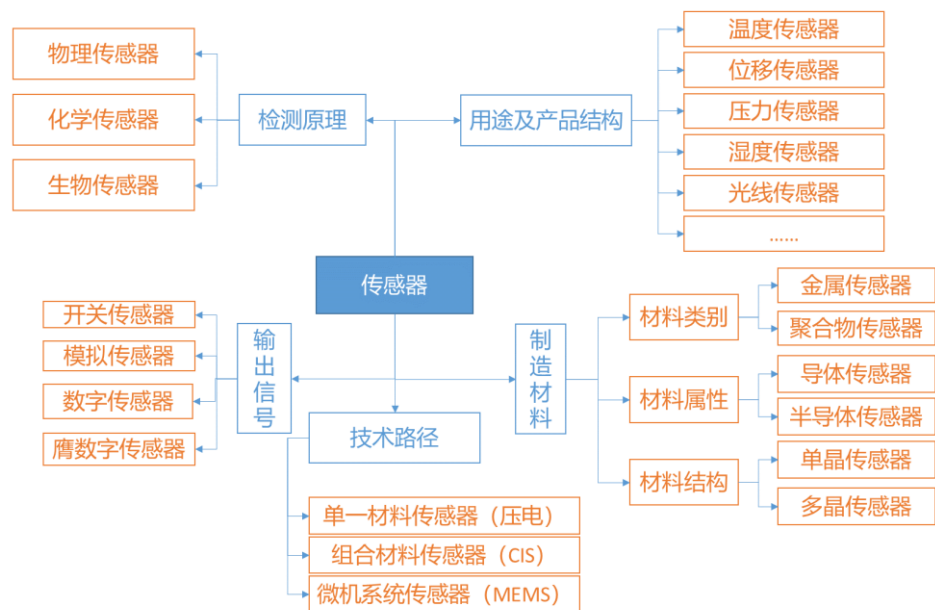 物理传感器
化学传感器
生物传感器
检测原理
用途及产品结构
温度传感器
位移传感器
压力传感器
湿度传感器
光线传感器
......
传感器
开关传感器
模拟传感器
数字传感器
膺数字传感器
输出信号
技术路径
单一材料传感器（压电）
组合材料传感器（CIS）
微机系统传感器（MEMS）
制造材料
材料类别
金属传感器
聚合物传感器
材料属性
导体传感器
半导体传感器
材料结构
单晶传感器
多晶传感器